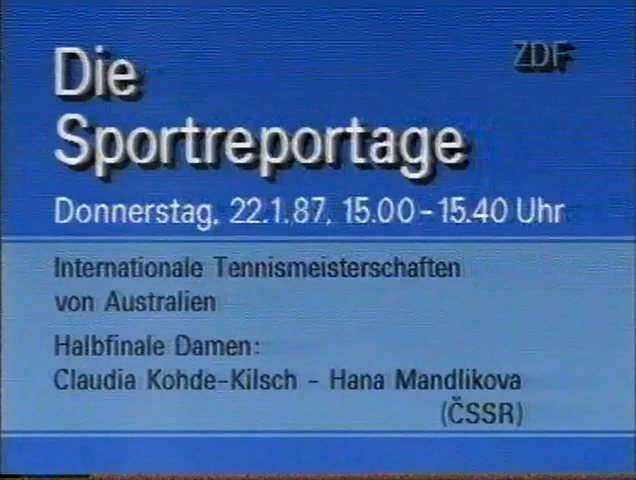 ZDF
Die
Sportreportage
Donnerstag, 22.1.87, 15.00-15.40 Uhr
Internationale Tennismeisterschaften
von Australien
Halbfinale Damen:
Claudia Kohde-Kilsch - Hana Mandlikova
(ČSSR)